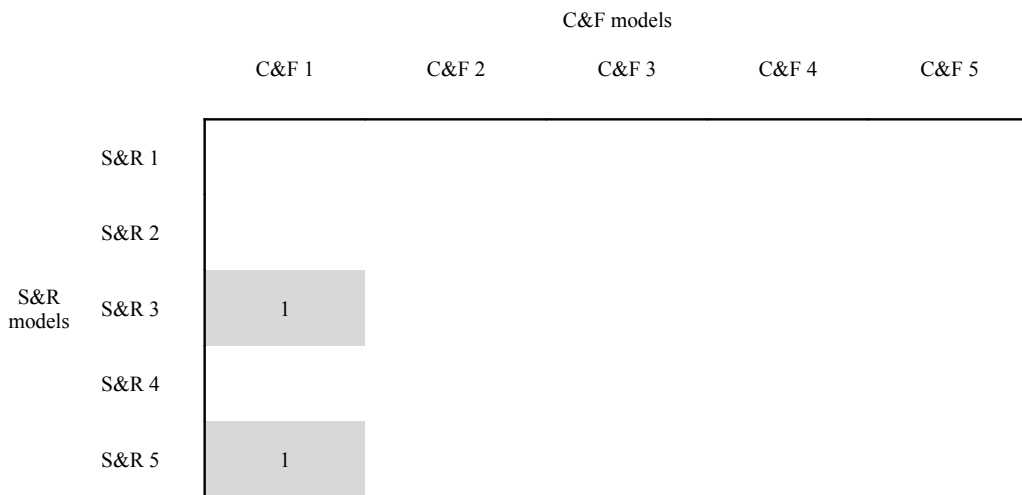 C&F models
C&F 1 C&F 2 C&F 3 C&F 4 C&F 5
S&R 1
S&R 2
S&R
models
S&R 3 1
S&R 4
S&R 5 1